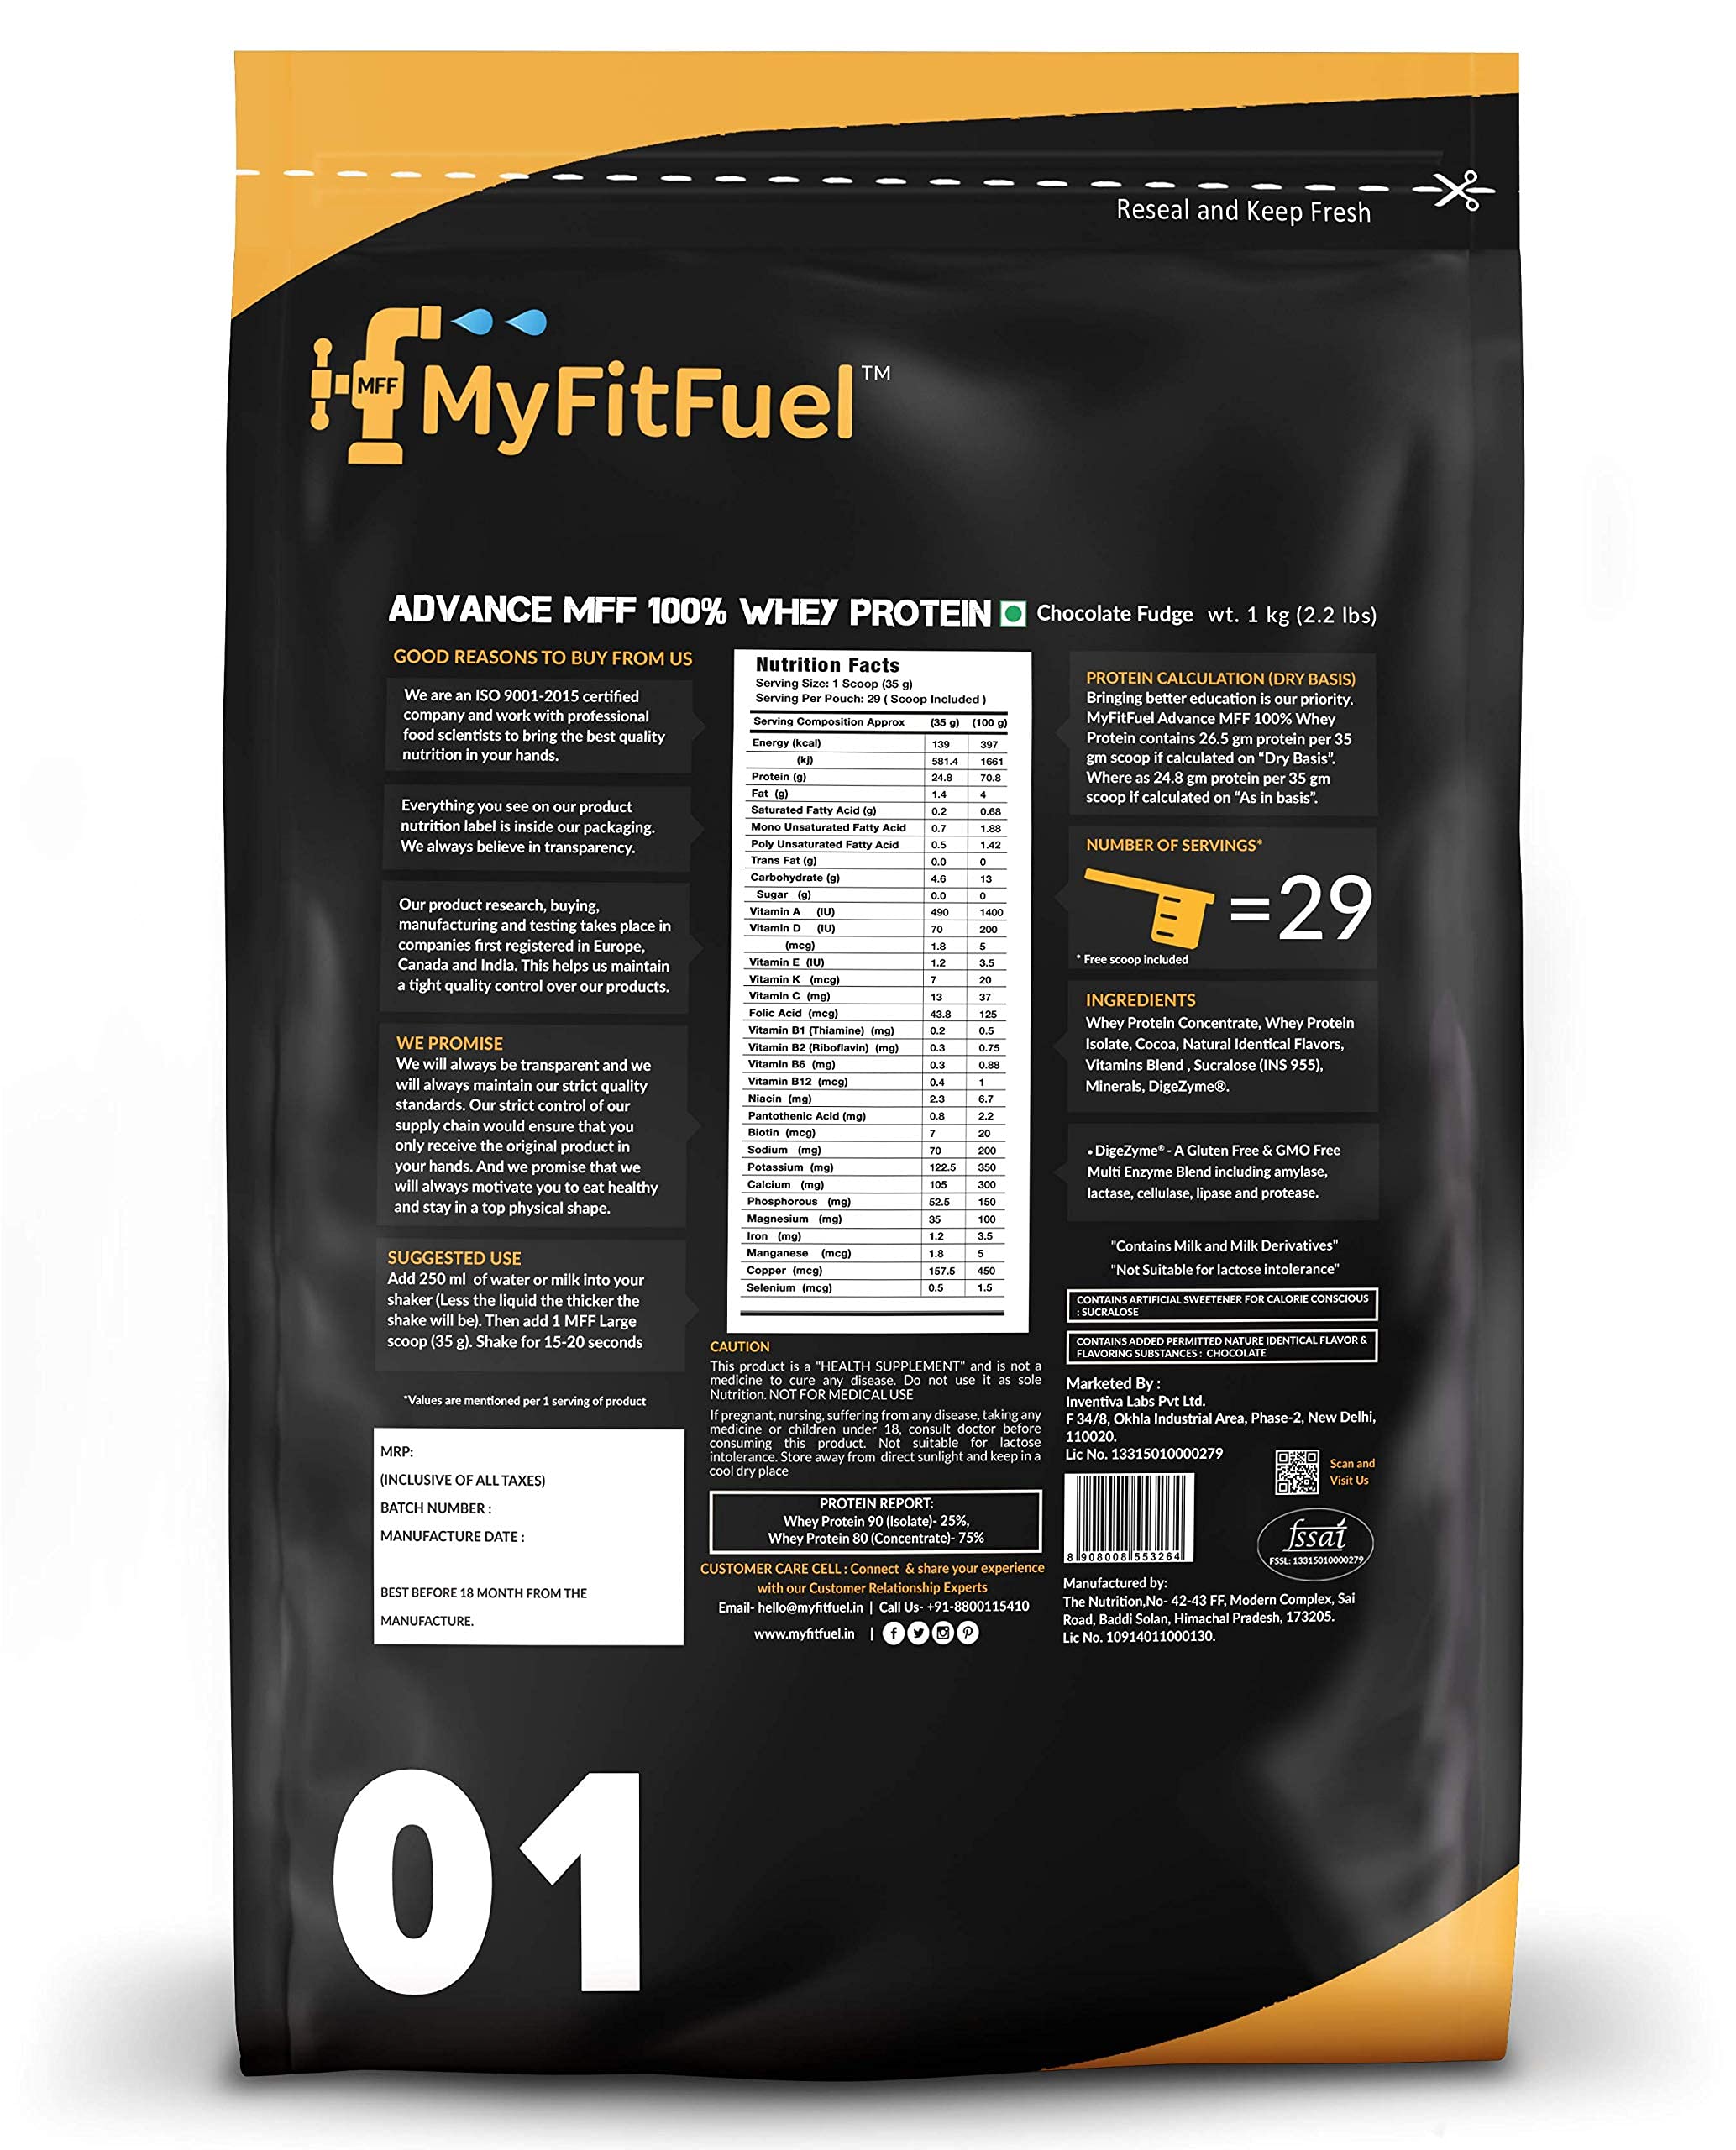 Reseal and Keep Fresh
MFF
MyFitFuel™
ADVANCE MFF 100% WHEY PROTEIN Chocolate Fudge wt. 1 kg (2.2 lbs)
GOOD REASONS TO BUY FROM US
We are an ISO 9001-2015 certified
company and work with professional
food scientists to bring the best quality
nutrition in your hands.
Everything you see on our product
nutrition label is inside our packaging.
We always believe in transparency.
Our product research, buying,
manufacturing and testing takes place in
companies first registered in Europe,
Canada and India. This helps us maintain
a tight quality control over our products.
WE PROMISE
We will always be transparent and we
will always maintain our strict quality
standards. Our strict control of our
supply chain would ensure that you
only receive the original product in
your hands. And we promise that we
will always motivate you to eat healthy
and stay in a top physical shape.
SUGGESTED USE
Add 250 ml of water or milk into your
shaker (Less the liquid the thicker the
shake will be). Then add 1 MFF Large
scoop (35 g). Shake for 15-20 seconds
*Values are mentioned per 1 serving of product
MRP:
(INCLUSIVE OF ALL TAXES)
BATCH NUMBER :
MANUFACTURE DATE :
BEST BEFORE 18 MONTH FROM THE
MANUFACTURE.
Nutrition Facts
Serving Size: 1 Scoop (35 g)
Serving Per Pouch: 29 ( Scoop Included )
Serving Composition Approx (35 g) (100 g)
Energy (kcal) 139 397
(kj) 581.4 1661
Protein (g) 24.8 70.8
Fat (g) 1.4 4
Saturated Fatty Acid (g) 0.2 0.68
Mono Unsaturated Fatty Acid 0.7 1.88
Poly Unsaturated Fatty Acid 0.5 1.42
Trans Fat (g) 0.0 0
Carbohydrate (g) 4.6 13
Sugar (g) 0.0 0
Vitamin A (IU) 490 1400
Vitamin D (IU) 70 200
(mcg) 1.8 5
Vitamin E (IU) 1.2 3.5
Vitamin K (mcg) 7 20
Vitamin C (mg) 13 37
Folic Acid (mcg) 43.8 125
Vitamin B1 (Thiamine) (mg) 0.2 0.5
Vitamin B2 (Riboflavin) (mg) 0.3 0.75
Vitamin B6 (mg) 0.3 0.88
Vitamin B12 (mcg) 0.4 1
Niacin (mg) 2.3 6.7
Pantothenic Acid (mg) 0.8 2.2
Biotin (mcg) 7 20
Sodium (mg) 70 200
Potassium (mg) 122.5 350
Calcium (mg) 105 300
Phosphorous (mg) 52.5 150
Magnesium (mg) 35 100
Iron (mg) 1.2 3.5
Manganese (mcg) 1.8 5
Copper (mcg) 157.5 450
Selenium (mcg) 0.5 1.5
CAUTION
This product is a "HEALTH SUPPLEMENT" and is not a
medicine to cure any disease. Do not use it as sole
Nutrition. NOT FOR MEDICAL USE
If pregnant, nursing, suffering from any disease, taking any
medicine or children under 18, consult doctor before
consuming this product. Not suitable for lactose
intolerance. Store away from direct sunlight and keep in a
cool dry place
PROTEIN REPORT:
Whey Protein 90 (Isolate)- 25%,
Whey Protein 80 (Concentrate)- 75%
CUSTOMER CARE CELL : Connect & share your experience
with our Customer Relationship Experts
Email- hello@myfitfuel.in | Call Us- +91-8800115410
www.myfitfuel.in |
PROTEIN CALCULATION (DRY BASIS)
Bringing better education is our priority.
MyFitFuel Advance MFF 100% Whey
Protein contains 26.5 gm protein per 35
gm scoop if calculated on "Dry Basis".
Where as 24.8 gm protein per 35 gm
scoop if calculated on "As in basis".
NUMBER OF SERVINGS*
=29
* Free scoop included
INGREDIENTS
Whey Protein Concentrate, Whey Protein
Isolate, Cocoa, Natural Identical Flavors,
Vitamins Blend , Sucralose (INS 955),
Minerals, DigeZyme®.
• DigeZyme® - A Gluten Free & GMO Free
Multi Enzyme Blend including amylase,
lactase, cellulase, lipase and protease.
"Contains Milk and Milk Derivatives"
"Not Suitable for lactose intolerance"
CONTAINS ARTIFICIAL SWEETENER FOR CALORIE CONSCIOUS
: SUCRALOSE
CONTAINS ADDED PERMITTED NATURE IDENTICAL FLAVOR &
FLAVORING SUBSTANCES : CHOCOLATE
Marketed By :
Inventiva Labs Pvt Ltd.
F 34/8, Okhla Industrial Area, Phase-2, New Delhi,
110020.
Lic No. 13315010000279
Scan and
Visit Us
8 908008 553264
fssai
FSSL: 13315010000279
Manufactured by:
The Nutrition,No- 42-43 FF, Modern Complex, Sai
Road, Baddi Solan, Himachal Pradesh, 173205.
Lic No. 10914011000130.
01